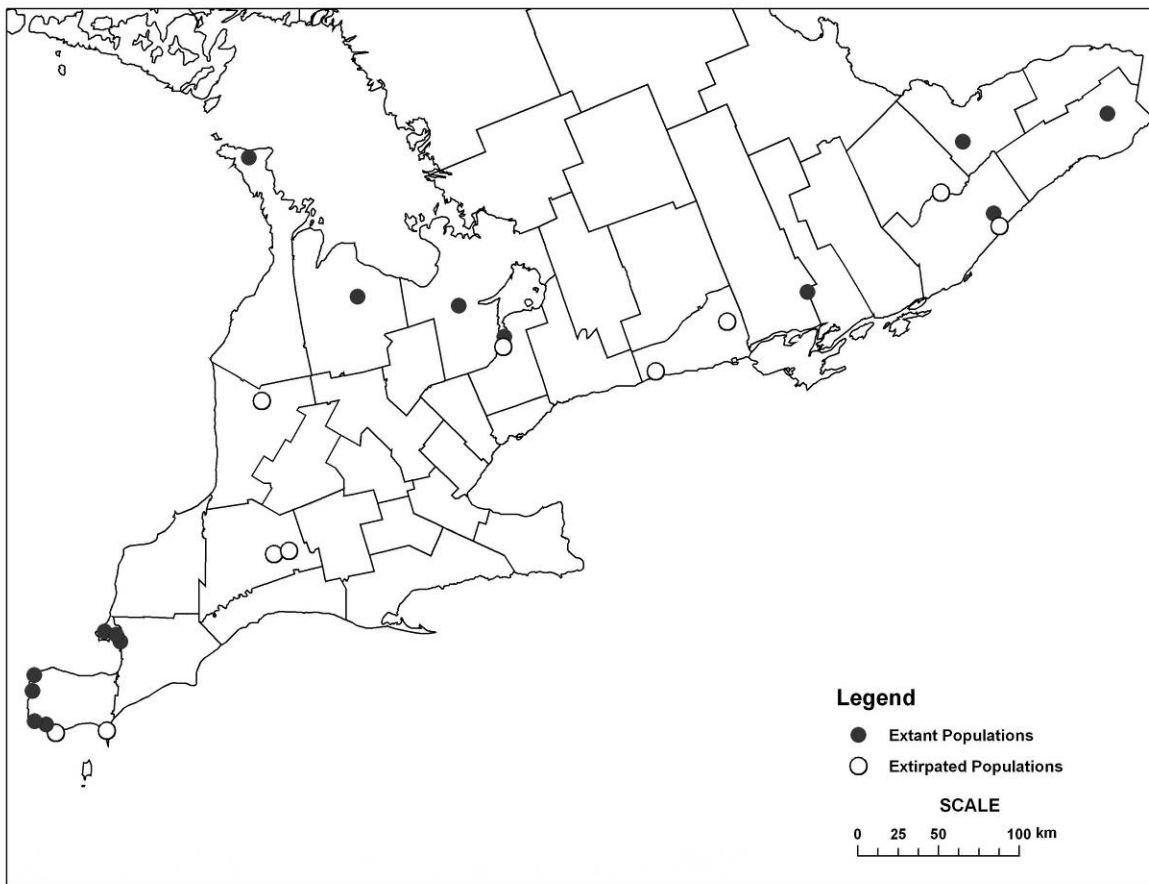 Legend
Extant Populations
Extirpated Populations
SCALE
0 25 50 100 km